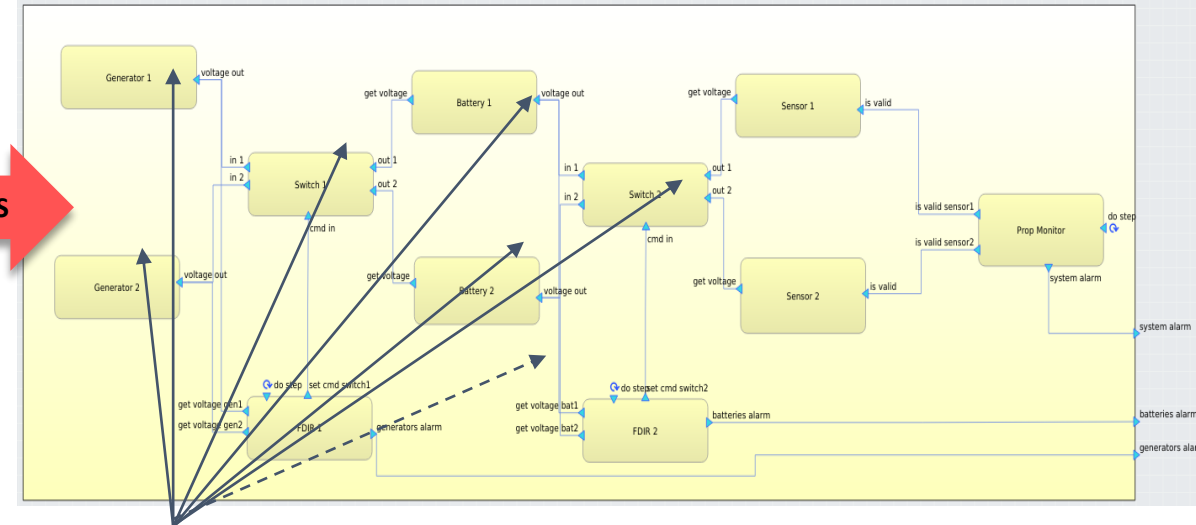 Generator 1
voltage out
get voltage
Battery 1
voltage out
get voltage
Sensor 1
is valid
in 1
in 2
Switch 1
out 1
out 2
cmd in
in 1
in 2
Switch 2
out 1
out 2
cmd in
S
is valid sensor1
is valid sensor2
Prop Monitor
do step
system alarm
Generator 2
voltage out
get voltage
Battery 2
voltage out
get voltage
Sensor 2
is valid
system alarm
do step
set cmd switch1
get voltage gen1
get voltage gen2
FDIR 1
generators alarm
do step
set cmd switch2
get voltage bat1
get voltage bat2
FDIR 2
batteries alarm
batteries alarm
generators alar